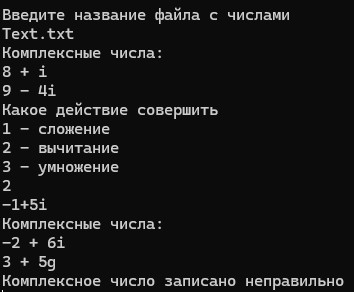 Введите название файла с числами
Text.txt
Комплексные числа:
8 + i
9 - 4i
Какое действие совершить
1 - сложение
2 - вычитание
3 - умножение
2
-1+5i
Комплексные числа:
-2 + 6i
3 + 5g
Комплексное число записано неправильно